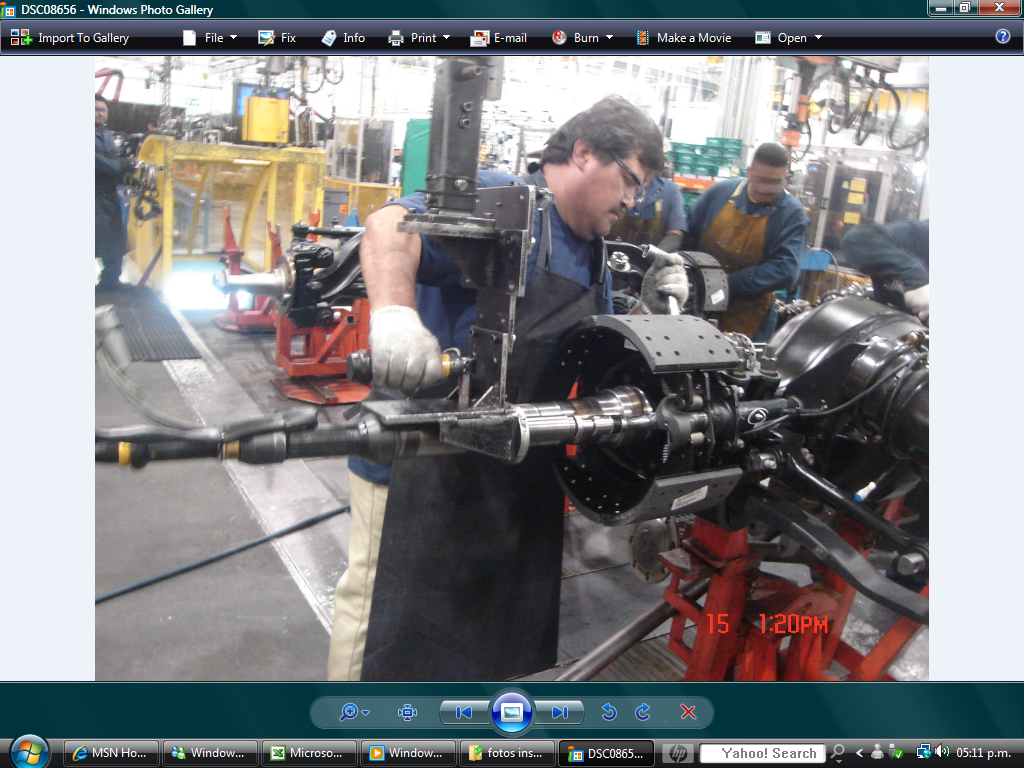 DSC08656 - Windows Photo Gallery
Import To Gallery File Fix Info Print E-mail Burn Make a Movie Open
15 1:20PM
MSN Ho... Window... Microso... Window... fotos ins... DSC0865... hp Yahoo! Search 05:11 p.m.